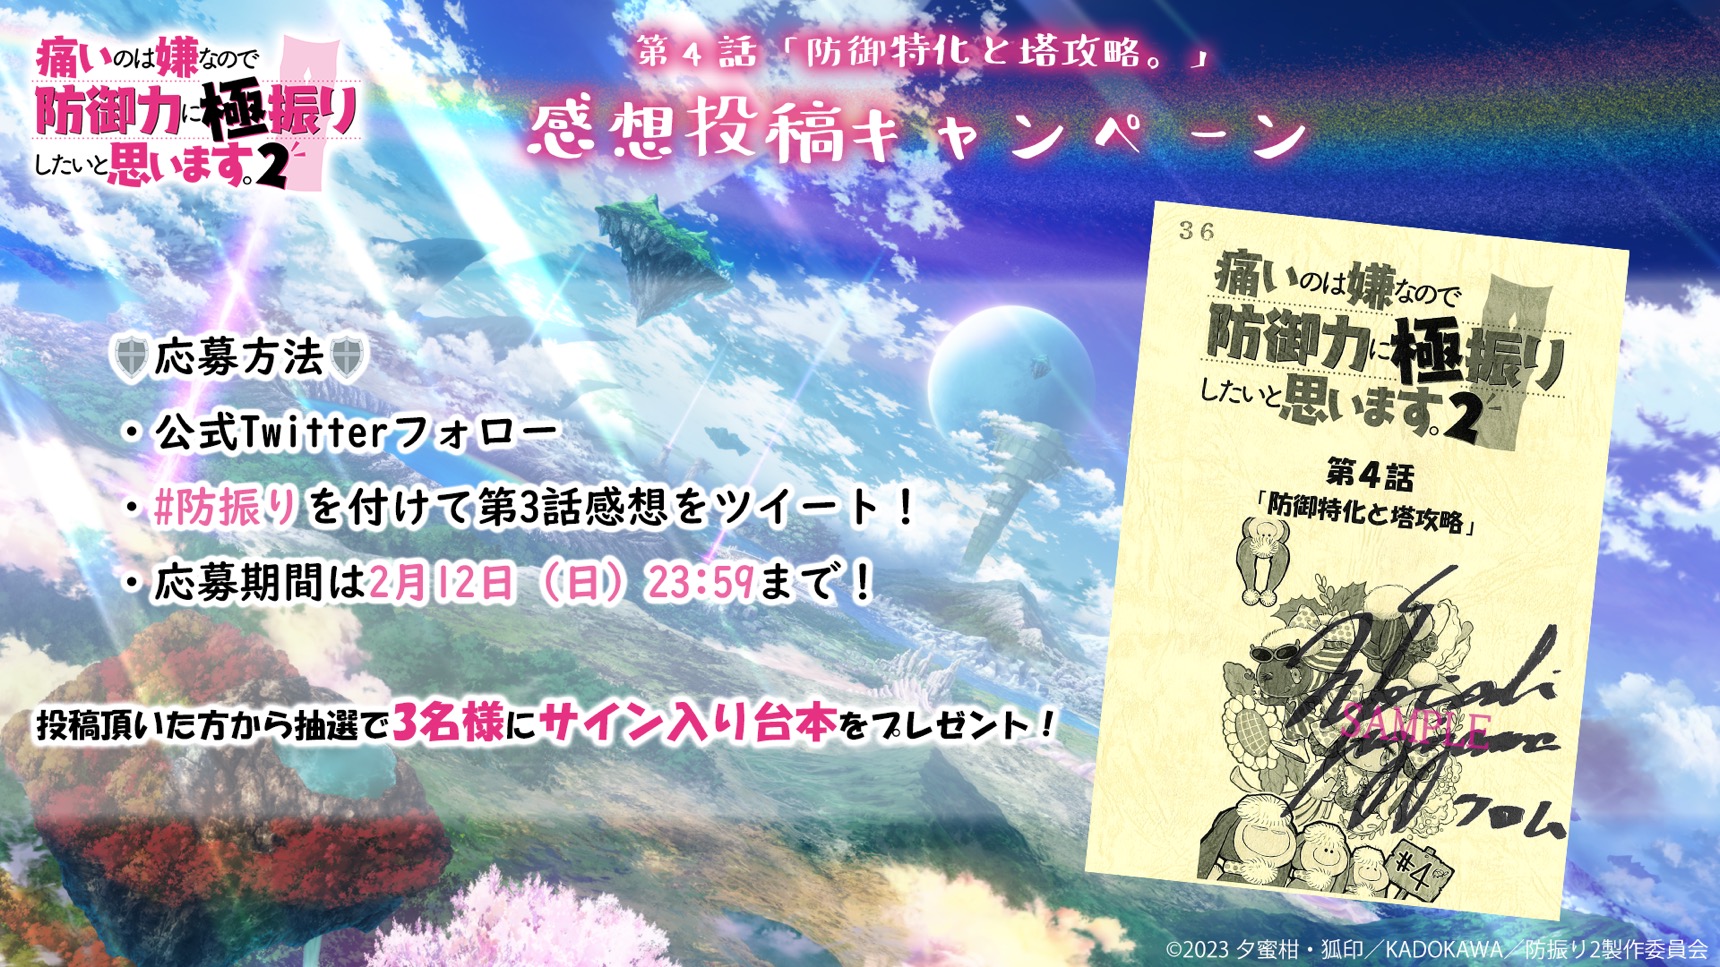 痛いのは嫌なので
防御力に極振り
したいと思います。2
第4話「防御特化と塔攻略。」
感想投稿キャンペーン
応募方法
・公式Twitterフォロー
・#防振りを付けて第3話感想をツイート！
・応募期間は2月12日（日）23:59まで！
投稿頂いた方から抽選で3名様にサイン入り台本をプレゼント！
36
痛いのは嫌なので
防御力に極振り
したいと思います。2
第4話
「防御特化と塔攻略」
SAMPLE
フロム
#4
©2023 夕蜜柑・狐印／KADOKAWA／防振り2製作委員会